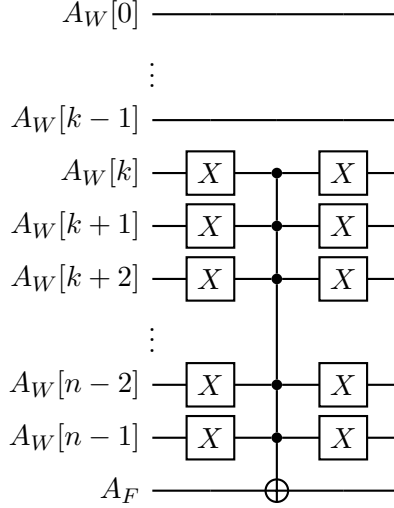 A_W[0]
⋮
A_W[k − 1]
A_W[k] X X
A_W[k + 1] X X
A_W[k + 2] X X
⋮
A_W[n − 2] X X
A_W[n − 1] X X
A_F